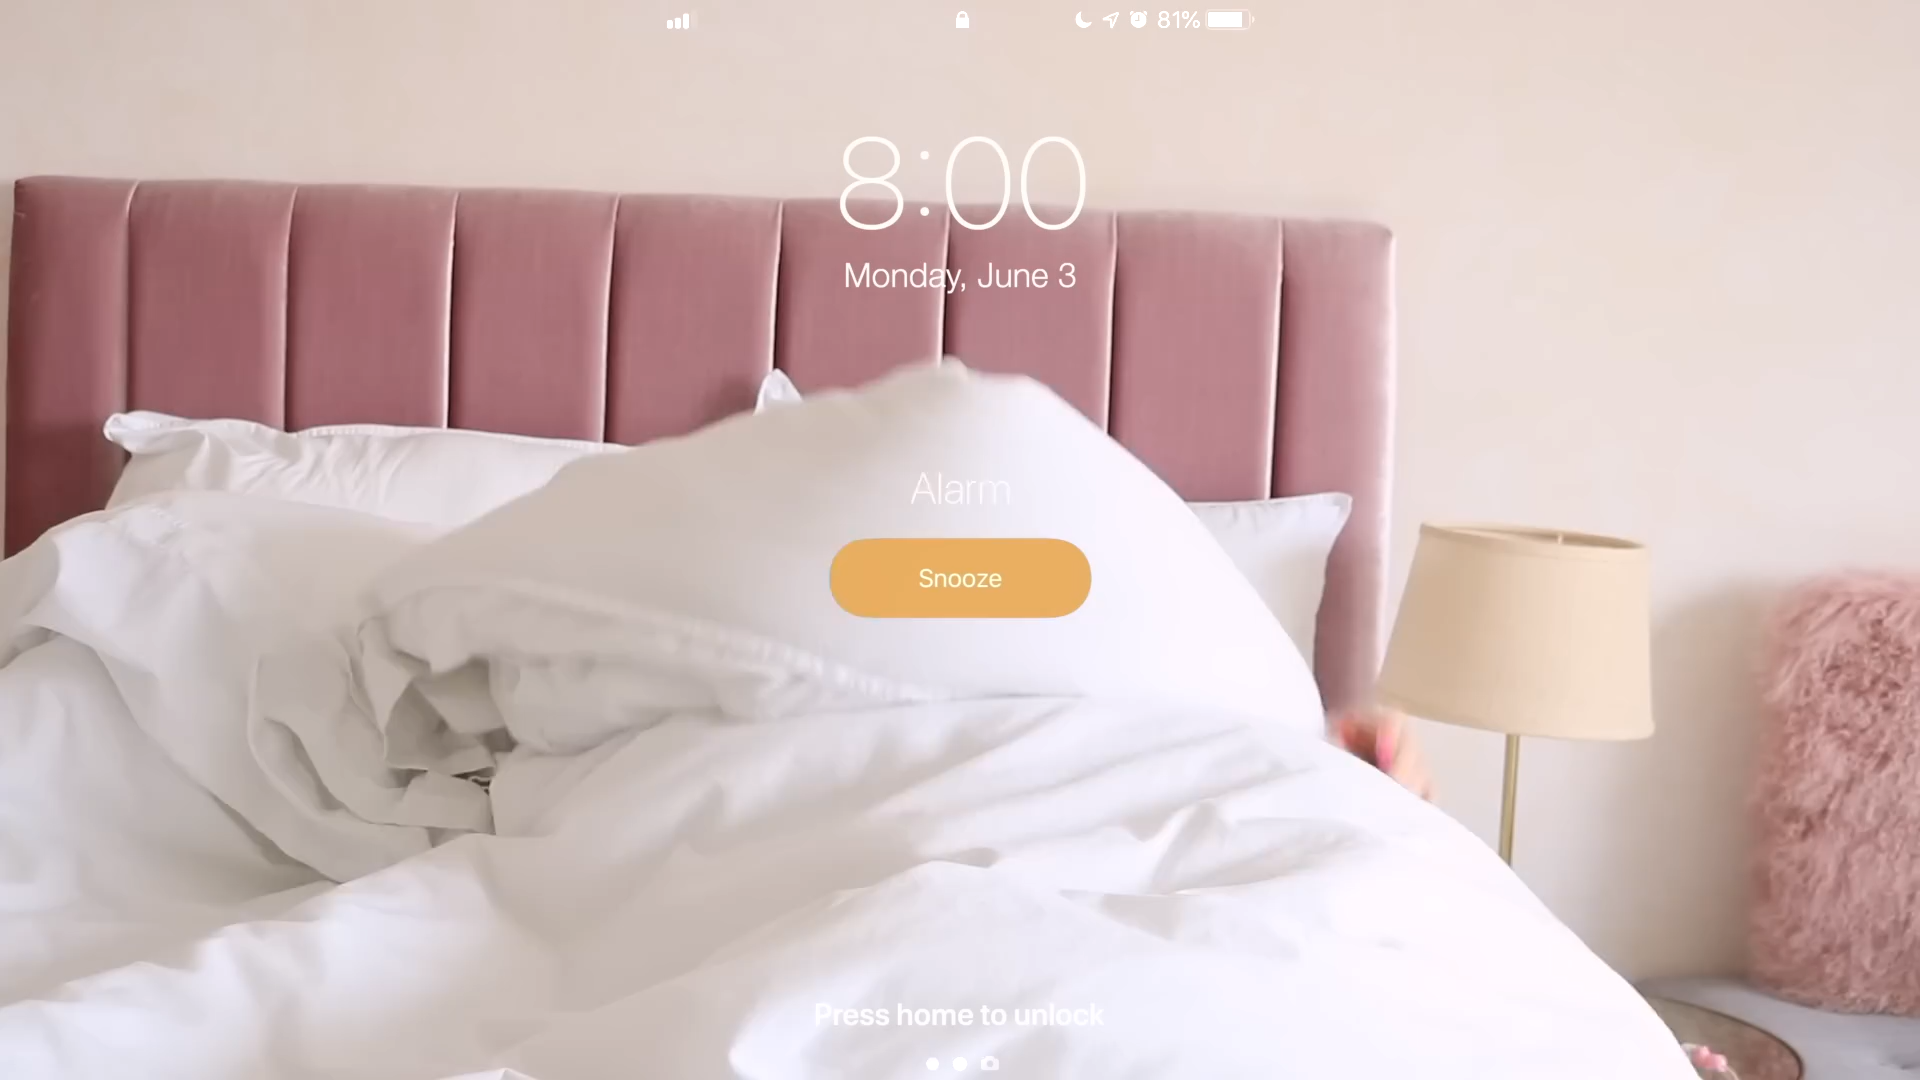 81%
8:00
Monday, June 3
Alarm
Snooze
Press home to unlock